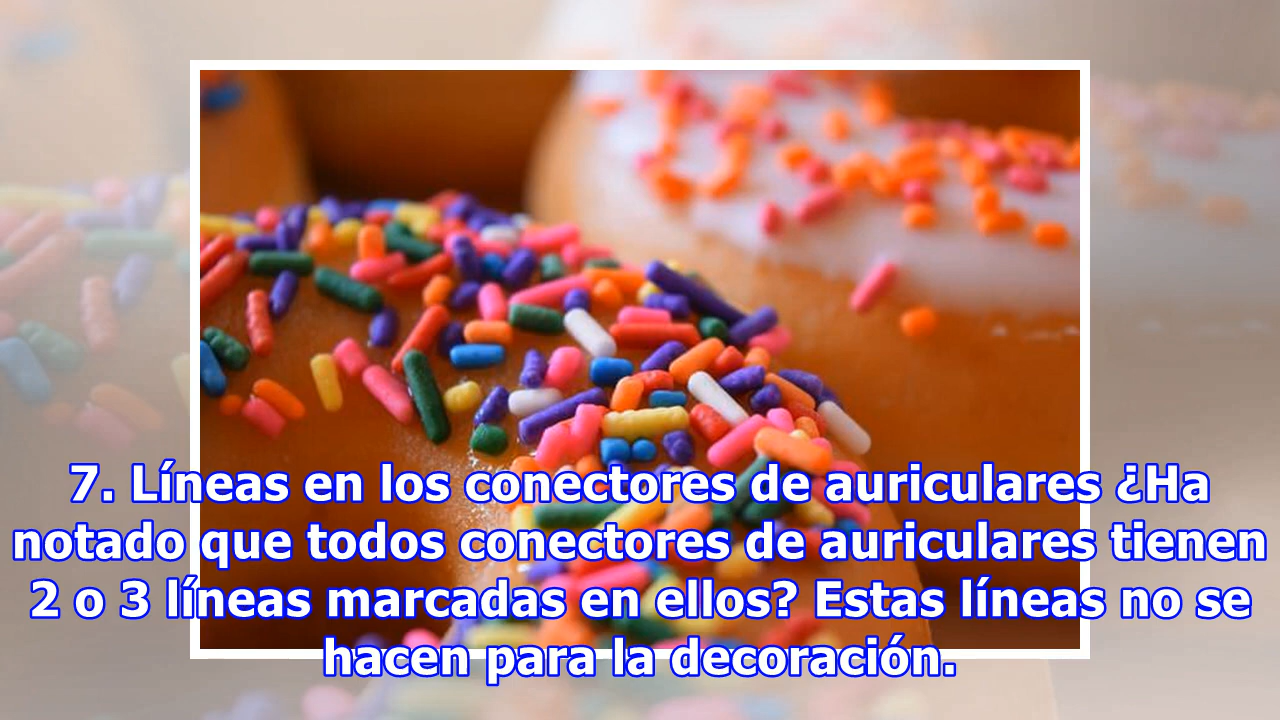 7. Líneas en los conectores de auriculares ¿Ha
notado que todos conectores de auriculares tienen
2 o 3 líneas marcadas en ellos? Estas líneas no se
hacen para la decoración.